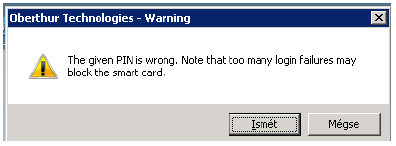 Oberthur Technologies - Warning
The given PIN is wrong. Note that too many login failures may
block the smart card.
Ismét
Mégse